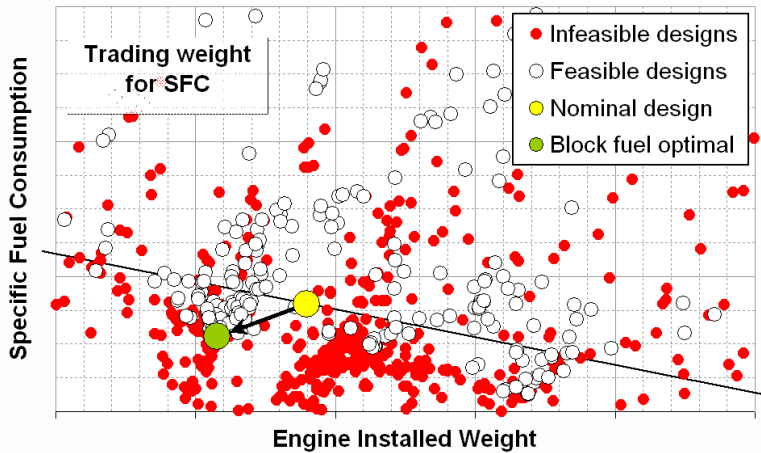 Trading weight
for SFC
Infeasible designs
Feasible designs
Nominal design
Block fuel optimal
Specific Fuel Consumption
Engine Installed Weight